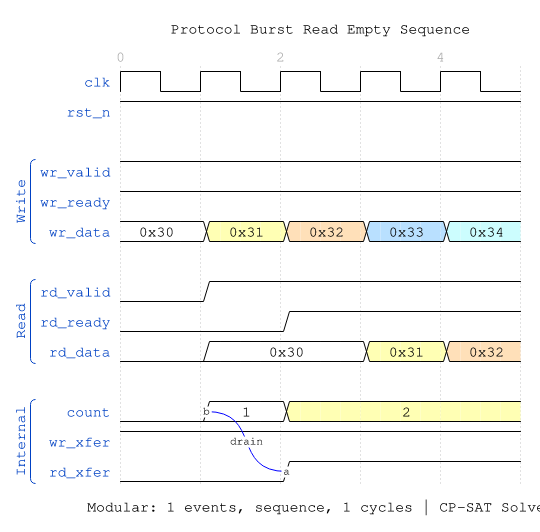 Protocol Burst Read Empty Sequence
0 2 4
clk
rst_n
Write
wr_valid
wr_ready
wr_data 0x30 0x31 0x32 0x33 0x34
Read
rd_valid
rd_ready
rd_data 0x30 0x31 0x32
Internal
count b 1 2
wr_xfer drain
rd_xfer a
Modular: 1 events, sequence, 1 cycles | CP-SAT Solve